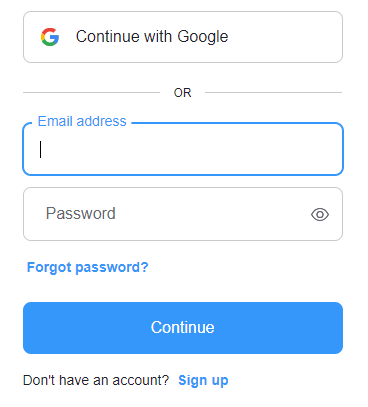 Continue with Google
OR
Email address
Password
Forgot password?
Continue
Don't have an account? Sign up